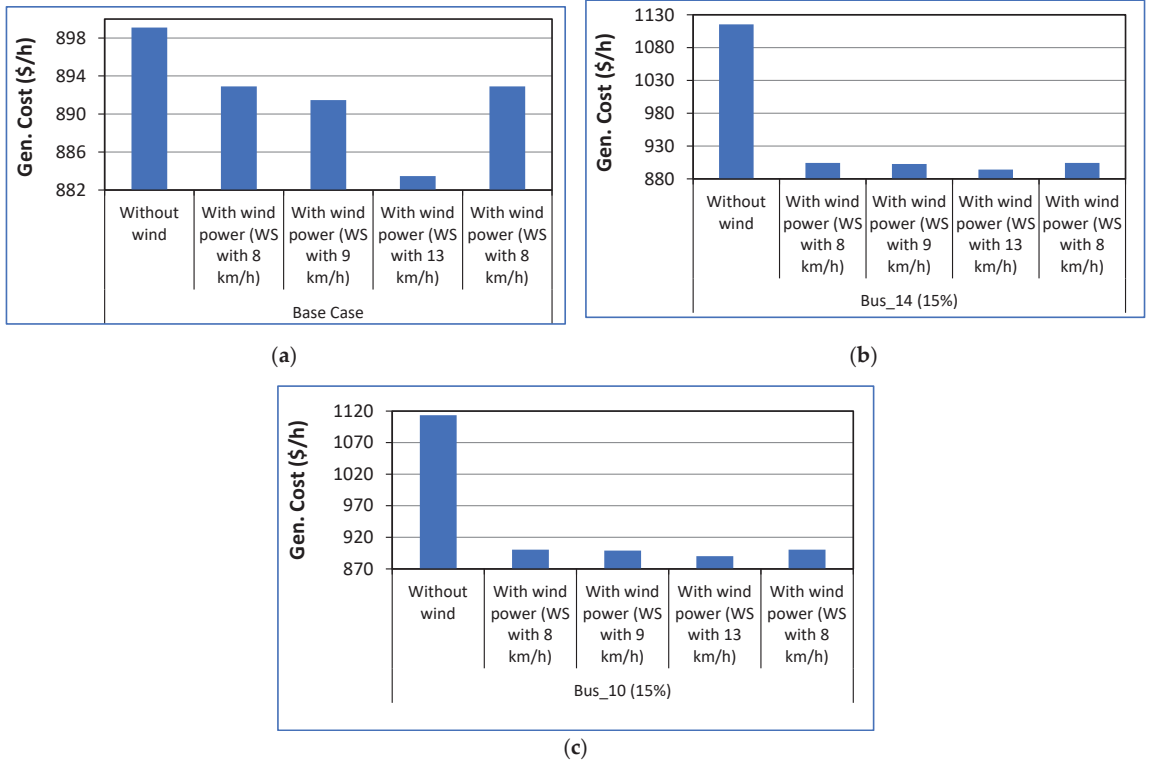 Gen. Cost ($/h)
898
894
890
886
882
Without wind
With wind power (WS with 8 km/h)
With wind power (WS with 9 km/h)
With wind power (WS with 13 km/h)
With wind power (WS with 8 km/h)
Base Case
(a)
Gen. Cost ($/h)
1130
1080
1030
980
930
880
Without wind
With wind power (WS with 8 km/h)
With wind power (WS with 9 km/h)
With wind power (WS with 13 km/h)
With wind power (WS with 8 km/h)
Bus_14 (15%)
(b)
Gen. Cost ($/h)
1120
1070
1020
970
920
870
Without wind
With wind power (WS with 8 km/h)
With wind power (WS with 9 km/h)
With wind power (WS with 13 km/h)
With wind power (WS with 8 km/h)
Bus_10 (15%)
(c)